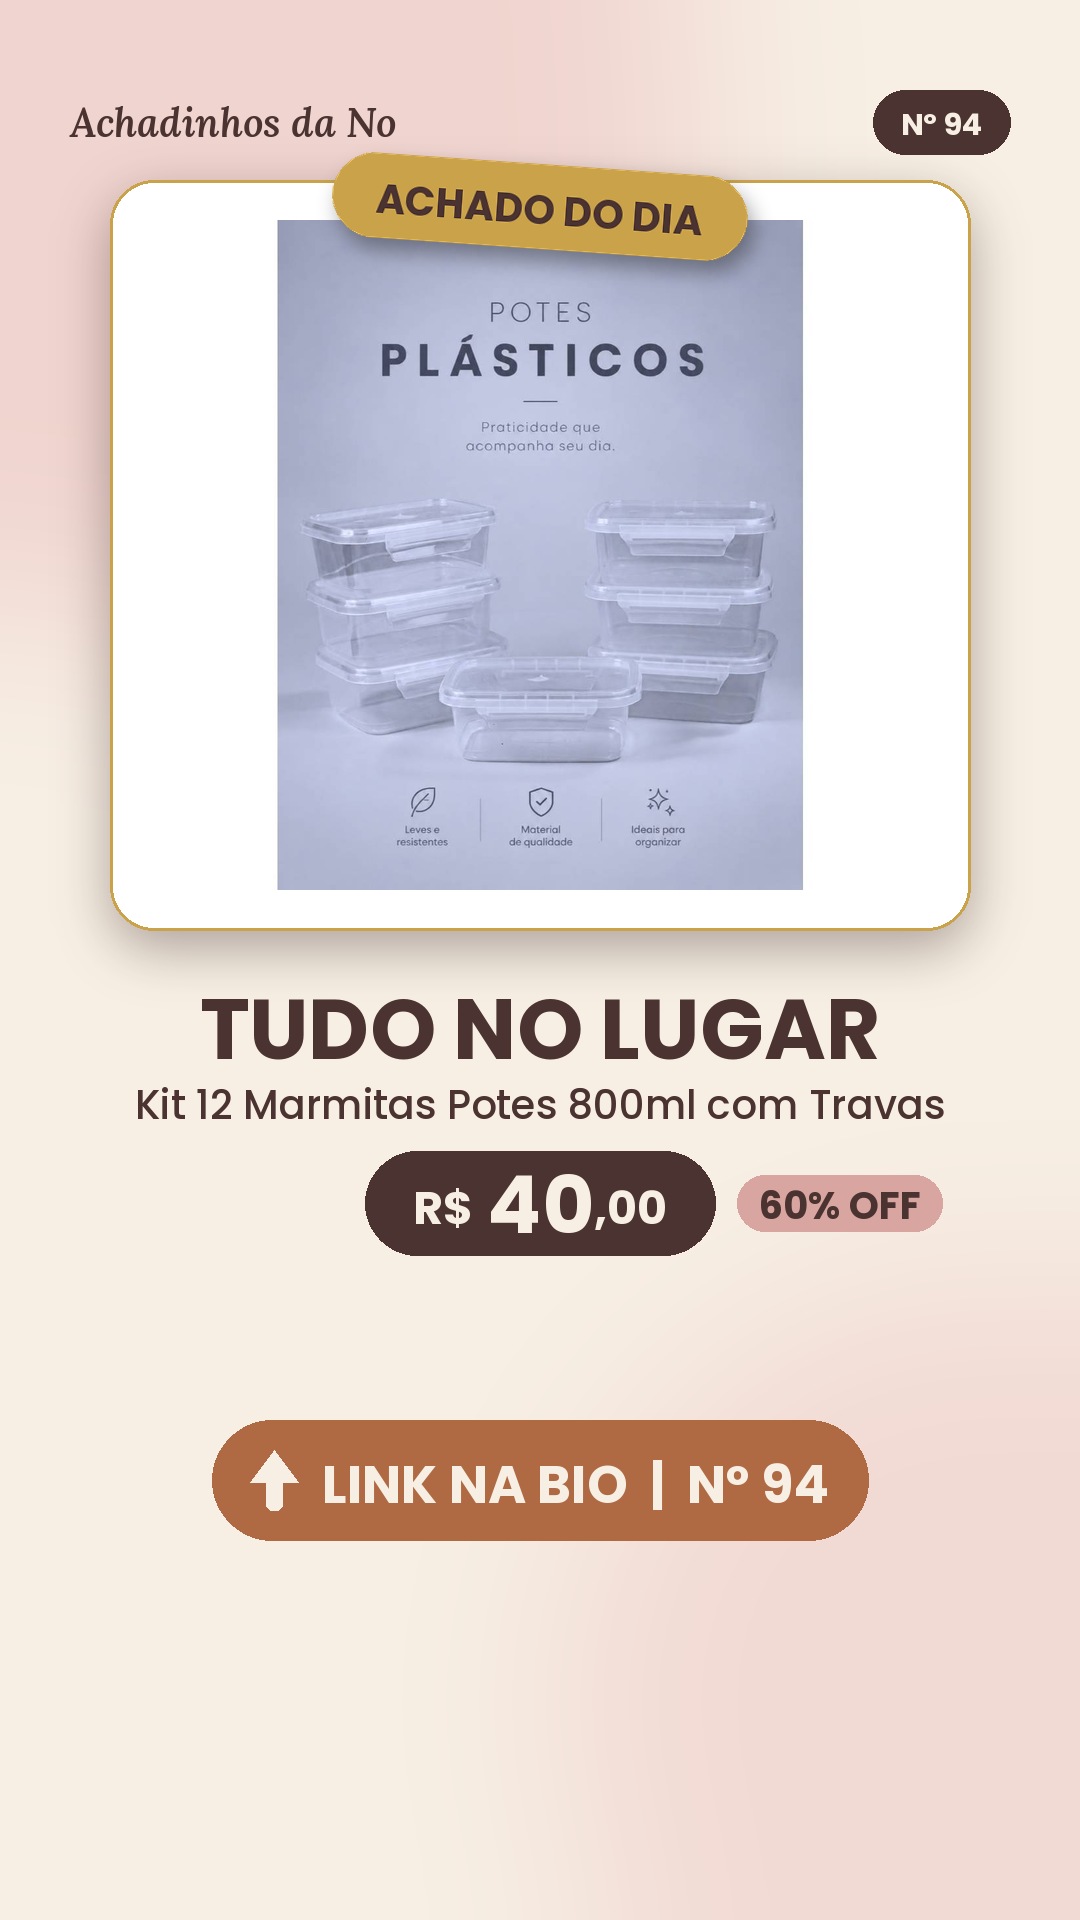 Achadinhos da No
Nº 94
ACHADO DO DIA
POTES
PLÁSTICOS
Praticidade que
acompanha seu dia.
Leves e
resistentes
Material
de qualidade
Ideais para
organizar
TUDO NO LUGAR
Kit 12 Marmitas Potes 800ml com Travas
R$ 40,00
60% OFF
LINK NA BIO | Nº 94